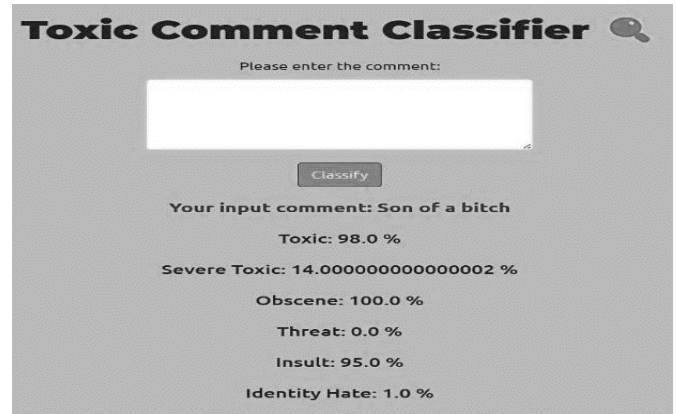 Toxic Comment Classifier
Please enter the comment:
Classify
Your input comment: Son of a bitch
Toxic: 98.0 %
Severe Toxic: 14.000000000000002 %
Obscene: 100.0 %
Threat: 0.0 %
Insult: 95.0 %
Identity Hate: 1.0 %